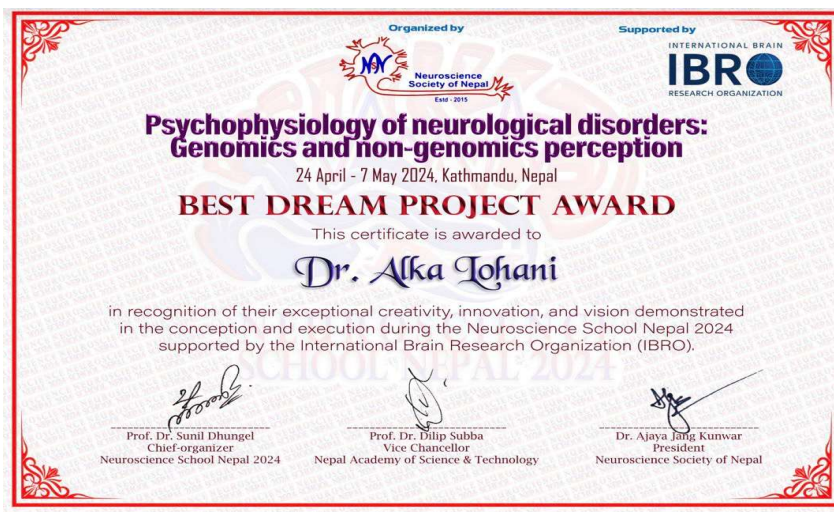 Organized by
Supported by
NSN
Neuroscience
Society of Nepal
Estd - 2015
INTERNATIONAL BRAIN
IBRO
RESEARCH ORGANIZATION
Psychophysiology of neurological disorders:
Genomics and non-genomics perception
24 April - 7 May 2024, Kathmandu, Nepal
BEST DREAM PROJECT AWARD
This certificate is awarded to
Dr. Alka Lohani
in recognition of their exceptional creativity, innovation, and vision demonstrated
in the conception and execution during the Neuroscience School Nepal 2024
supported by the International Brain Research Organization (IBRO).
SCHOOL NEPAL 2024
Prof. Dr. Sunil Dhungel
Chief-organizer
Neuroscience School Nepal 2024
Prof. Dr. Dilip Subba
Vice Chancellor
Nepal Academy of Science & Technology
Dr. Ajaya Jang Kunwar
President
Neuroscience Society of Nepal